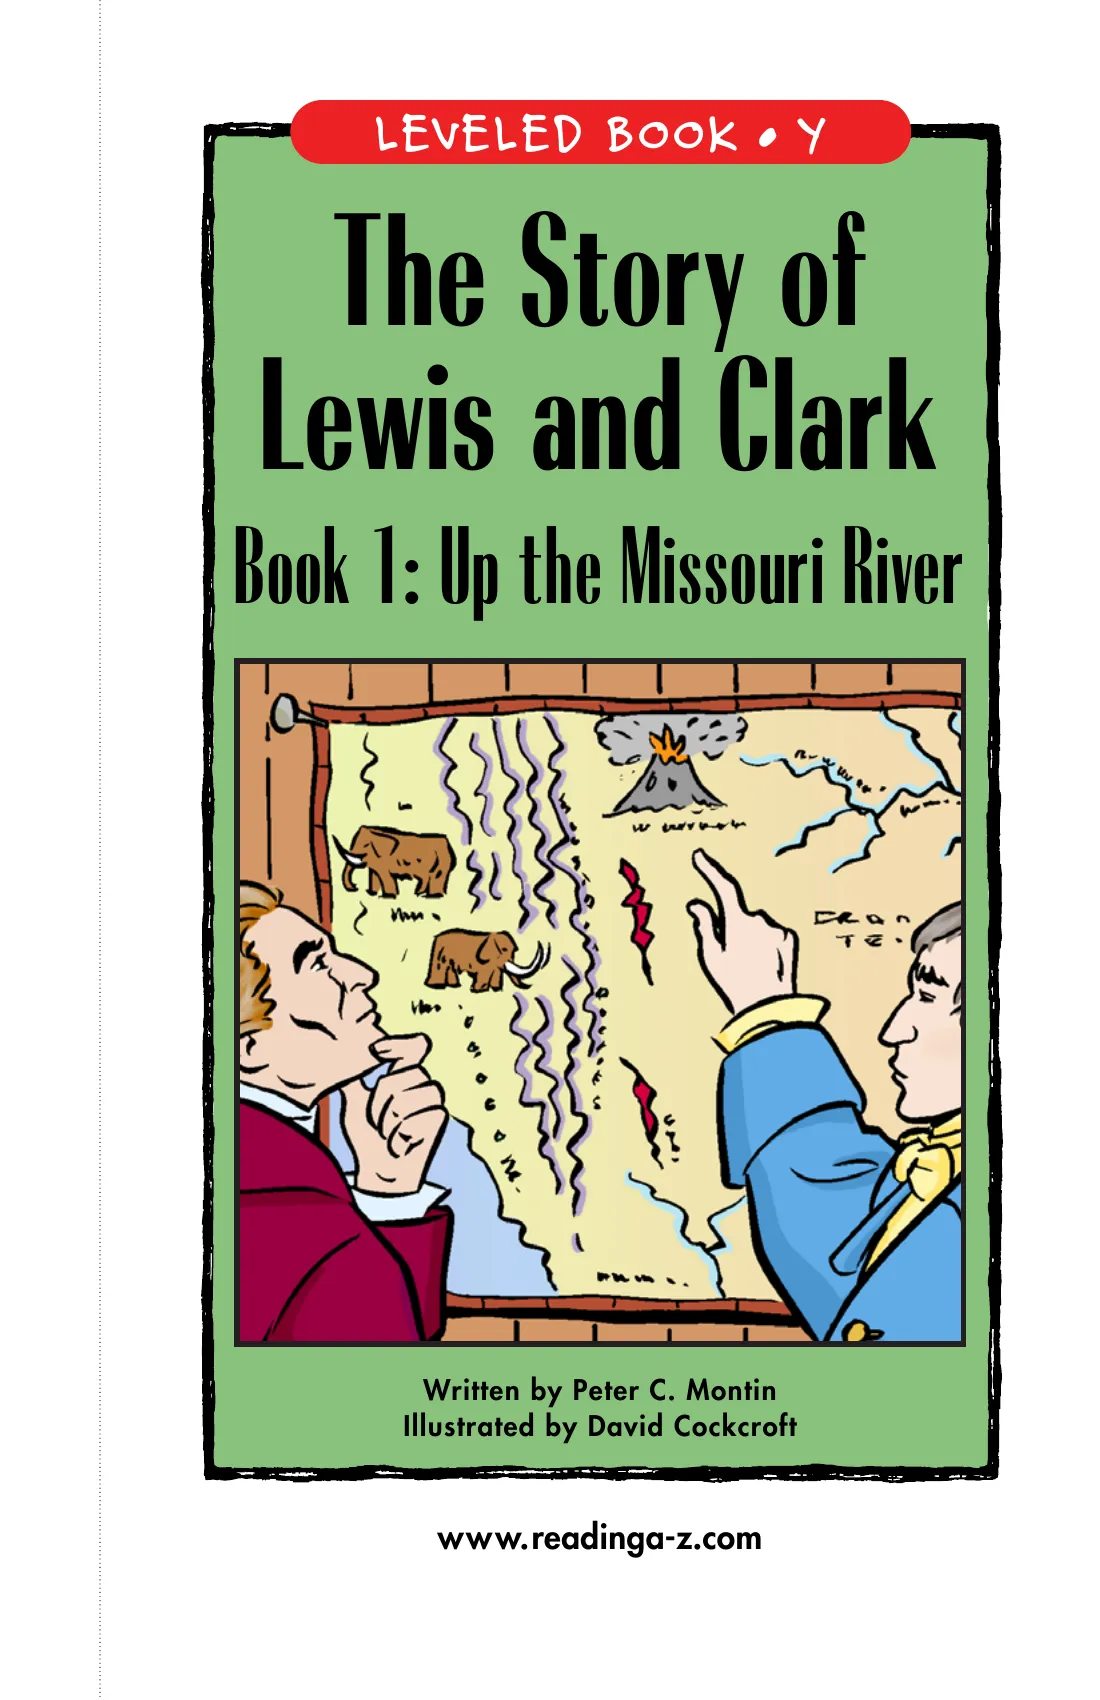 LEVELED BOOK • Y
The Story of
Lewis and Clark
Book 1: Up the Missouri River
Written by Peter C. Montin
Illustrated by David Cockcroft
www.readinga-z.com